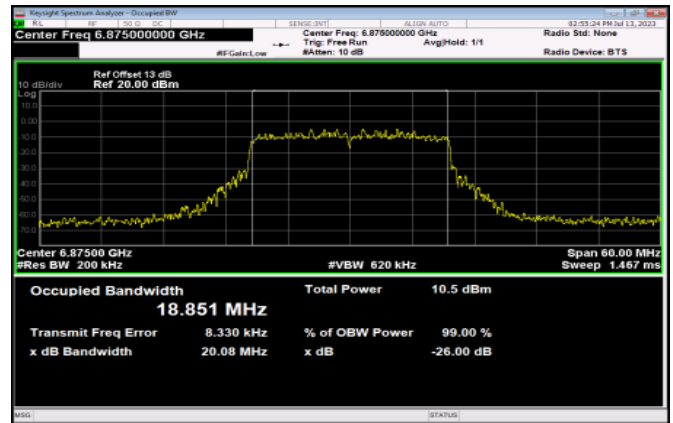 Keysight Spectrum Analyzer - Occupied BW
RL RF 50 Ω DC SENSE:INT ALIGN AUTO 02:55:24 PM Jul 13, 2023
Center Freq 6.875000000 GHz Center Freq: 6.875000000 GHz Radio Std: None
Trig: Free Run Avg|Hold: 1/1
#IFGain:Low #Atten: 10 dB Radio Device: BTS
Ref Offset 13 dB
10 dB/div Ref 20.00 dBm
Log
10.0
0.00
-10.0
-20.0
-30.0
-40.0
-50.0
-60.0
-70.0
Center 6.87500 GHz Span 60.00 MHz
#Res BW 200 kHz #VBW 620 kHz Sweep 1.467 ms
Occupied Bandwidth Total Power 10.5 dBm
18.851 MHz
Transmit Freq Error 8.330 kHz % of OBW Power 99.00 %
x dB Bandwidth 20.08 MHz x dB -26.00 dB
MSG STATUS